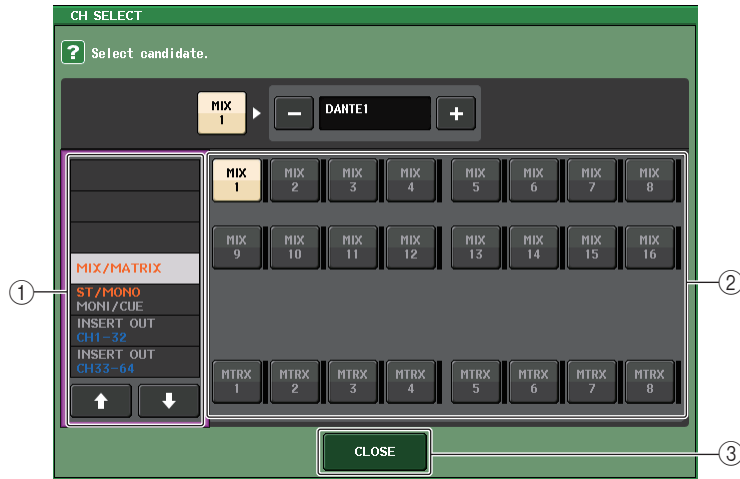 CH SELECT
? Select candidate.
MIX 1
− DANTE1 +
MIX/MATRIX
ST/MONO
MONI/CUE
INSERT OUT
CH1-32
INSERT OUT
CH33-64
MIX 1 MIX 2 MIX 3 MIX 4 MIX 5 MIX 6 MIX 7 MIX 8
MIX 9 MIX 10 MIX 11 MIX 12 MIX 13 MIX 14 MIX 15 MIX 16
MTRX 1 MTRX 2 MTRX 3 MTRX 4 MTRX 5 MTRX 6 MTRX 7 MTRX 8
CLOSE
1
2
3